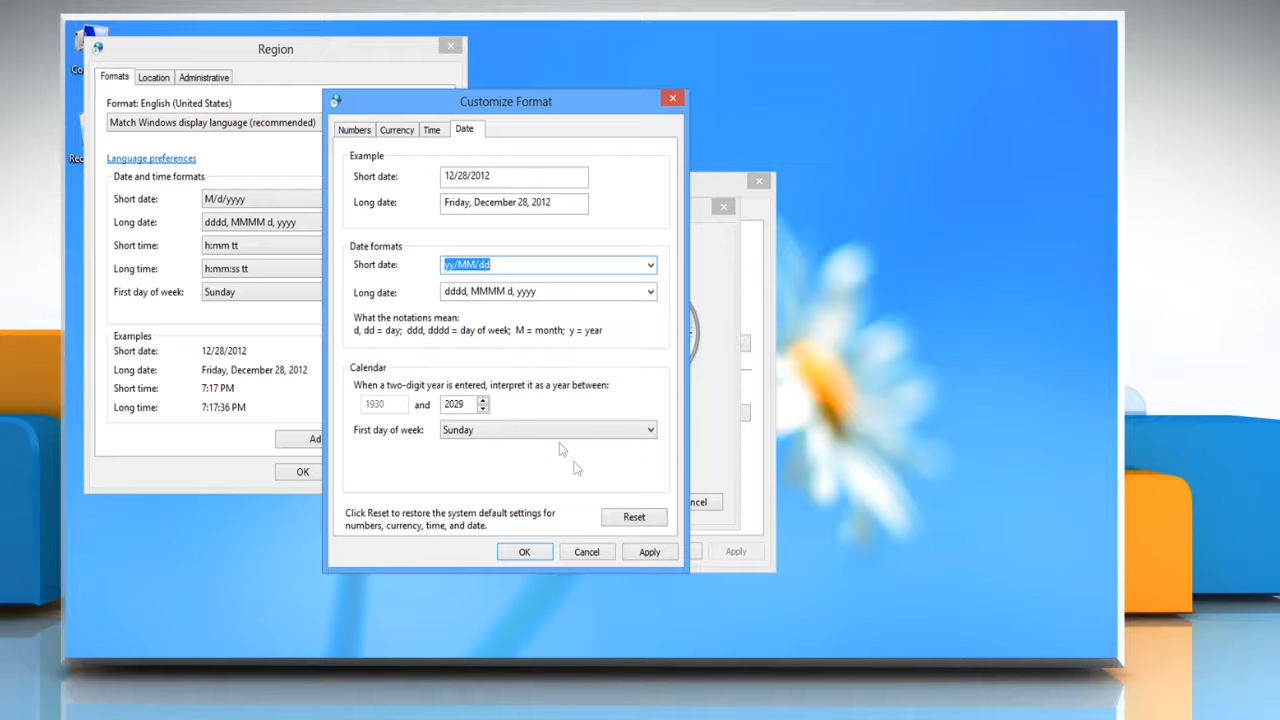 Co
Rec
Region
Formats
Location
Administrative
Format: English (United States)
Match Windows display language (recommended)
Language preferences
Date and time formats
Short date:
M/d/yyyy
Long date:
dddd, MMMM d, yyyy
Short time:
h:mm tt
Long time:
h:mm:ss tt
First day of week:
Sunday
Examples
Short date:
12/28/2012
Long date:
Friday, December 28, 2012
Short time:
7:17 PM
Long time:
7:17:36 PM
Ad
OK
Customize Format
Numbers
Currency
Time
Date
Example
Short date:
12/28/2012
Long date:
Friday, December 28, 2012
Date formats
Short date:
yy/MM/dd
Long date:
dddd, MMMM d, yyyy
What the notations mean:
d, dd = day; ddd, dddd = day of week; M = month; y = year
Calendar
When a two-digit year is entered, interpret it as a year between:
1930
and
2029
First day of week:
Sunday
Click Reset to restore the system default settings for
numbers, currency, time, and date.
Reset
OK
Cancel
Apply
ncel
Apply